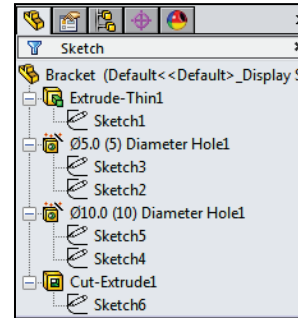 Sketch
Bracket (Default<<Default>_Display S
Extrude-Thin1
Sketch1
Ø5.0 (5) Diameter Hole1
Sketch3
Sketch2
Ø10.0 (10) Diameter Hole1
Sketch5
Sketch4
Cut-Extrude1
Sketch6